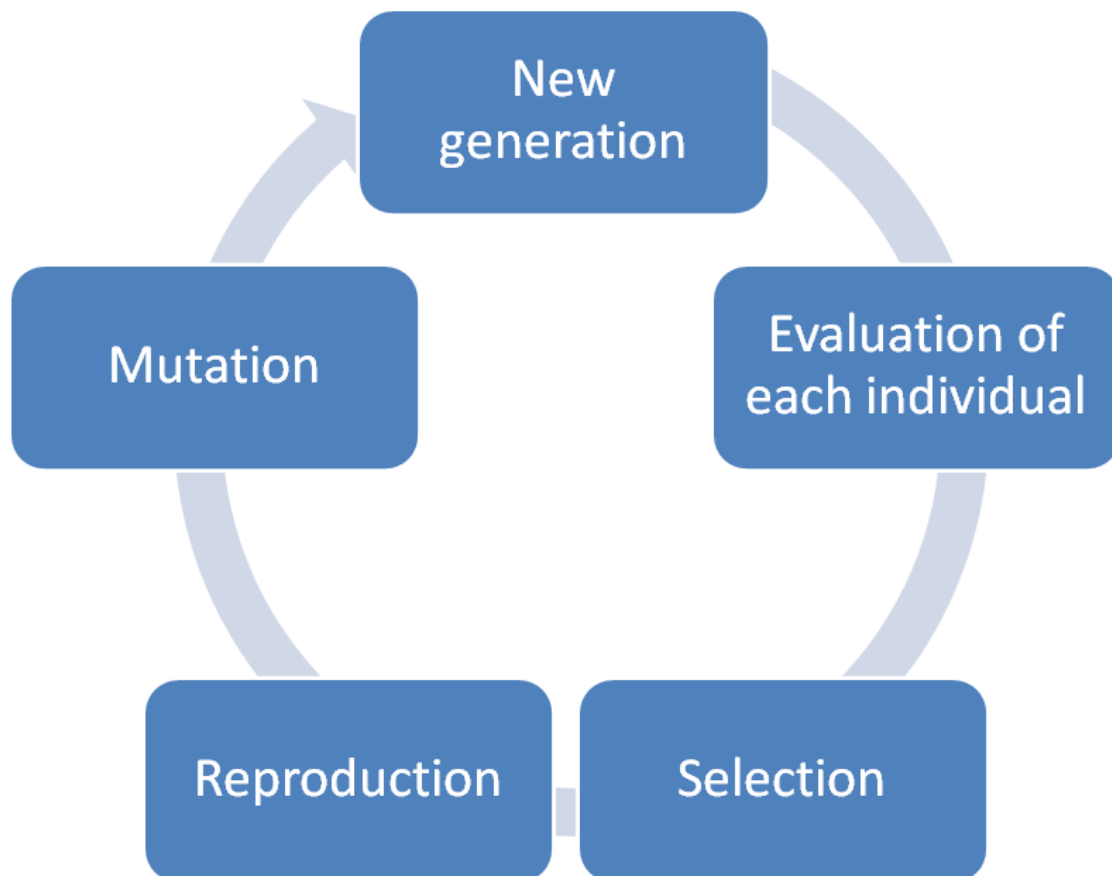 New
generation
Evaluation of
each individual
Selection
Reproduction
Mutation